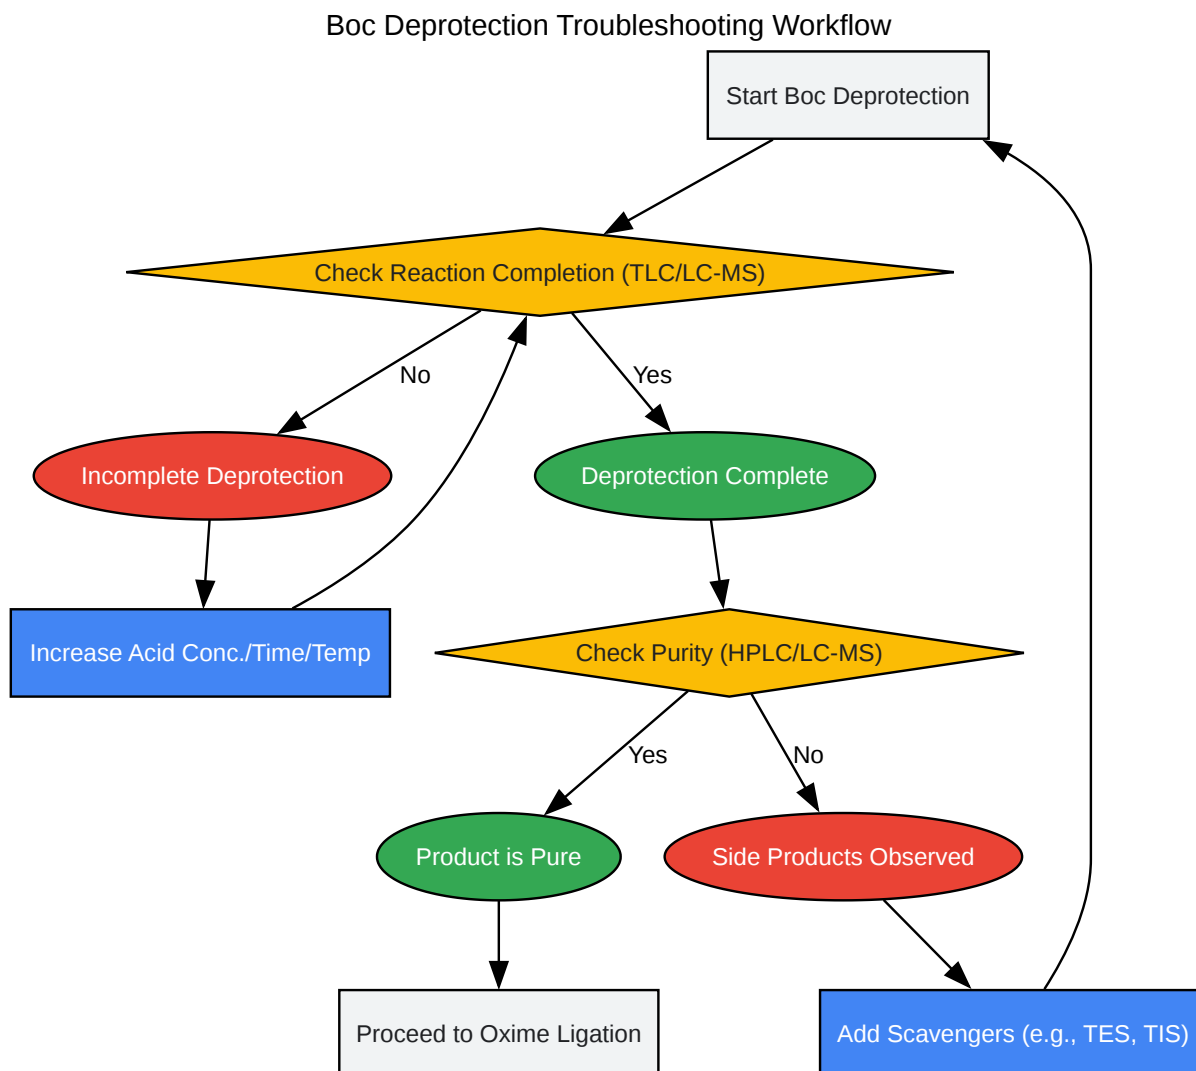 Boc Deprotection Troubleshooting Workflow
Start Boc Deprotection
Check Reaction Completion (TLC/LC-MS)
No
Yes
Incomplete Deprotection
Deprotection Complete
Increase Acid Conc./Time/Temp
Check Purity (HPLC/LC-MS)
Yes
No
Product is Pure
Side Products Observed
Proceed to Oxime Ligation
Add Scavengers (e.g., TES, TIS)